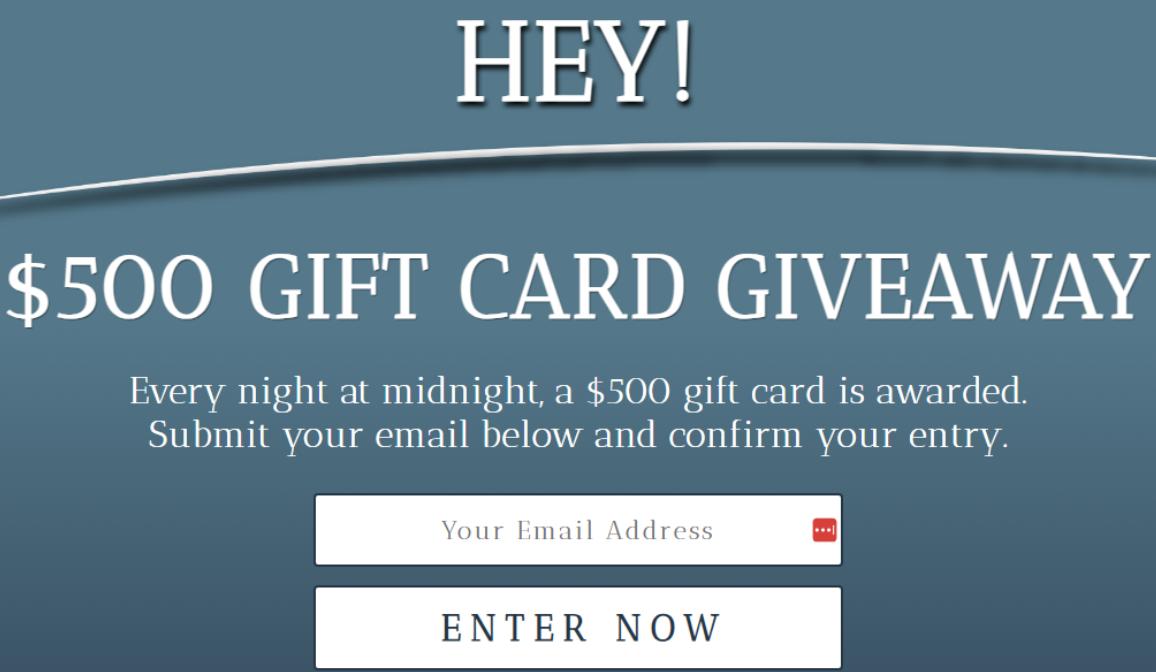 HEY!
$500 GIFT CARD GIVEAWAY
Every night at midnight, a $500 gift card is awarded.
Submit your email below and confirm your entry.
Your Email Address
ENTER NOW